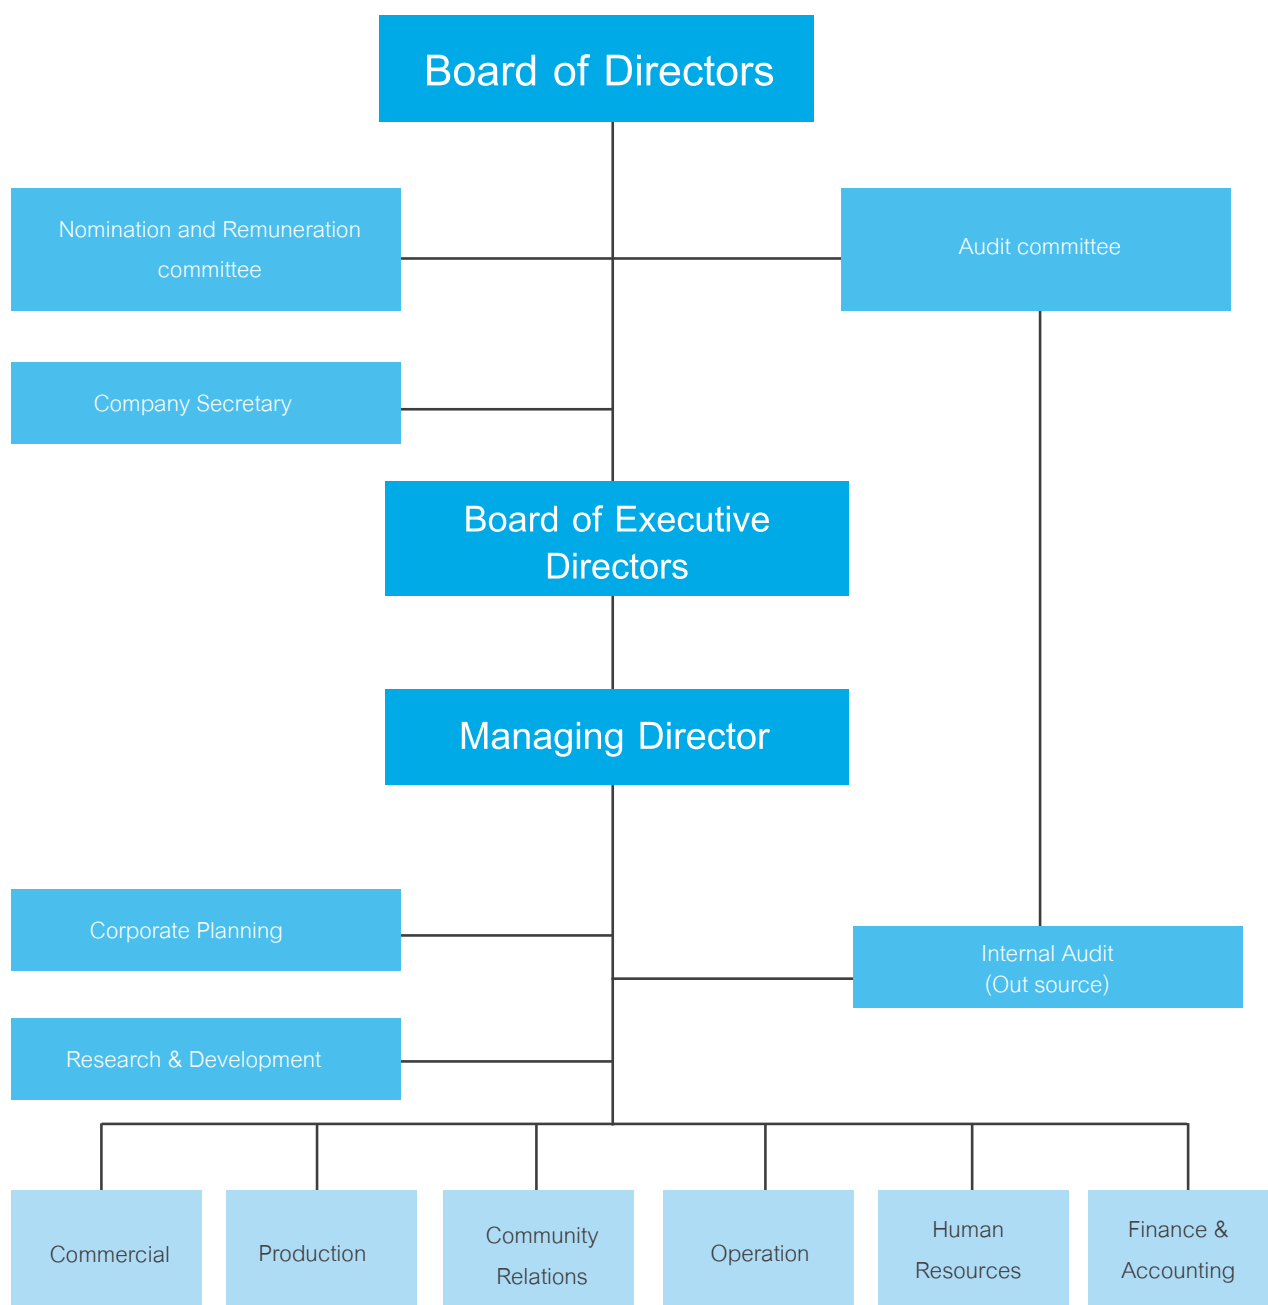 Board of Directors
Nomination and Remuneration
committee
Audit committee
Company Secretary
Board of Executive
Directors
Managing Director
Corporate Planning
Internal Audit
(Out source)
Research & Development
Commercial
Production
Community
Relations
Operation
Human
Resources
Finance &
Accounting